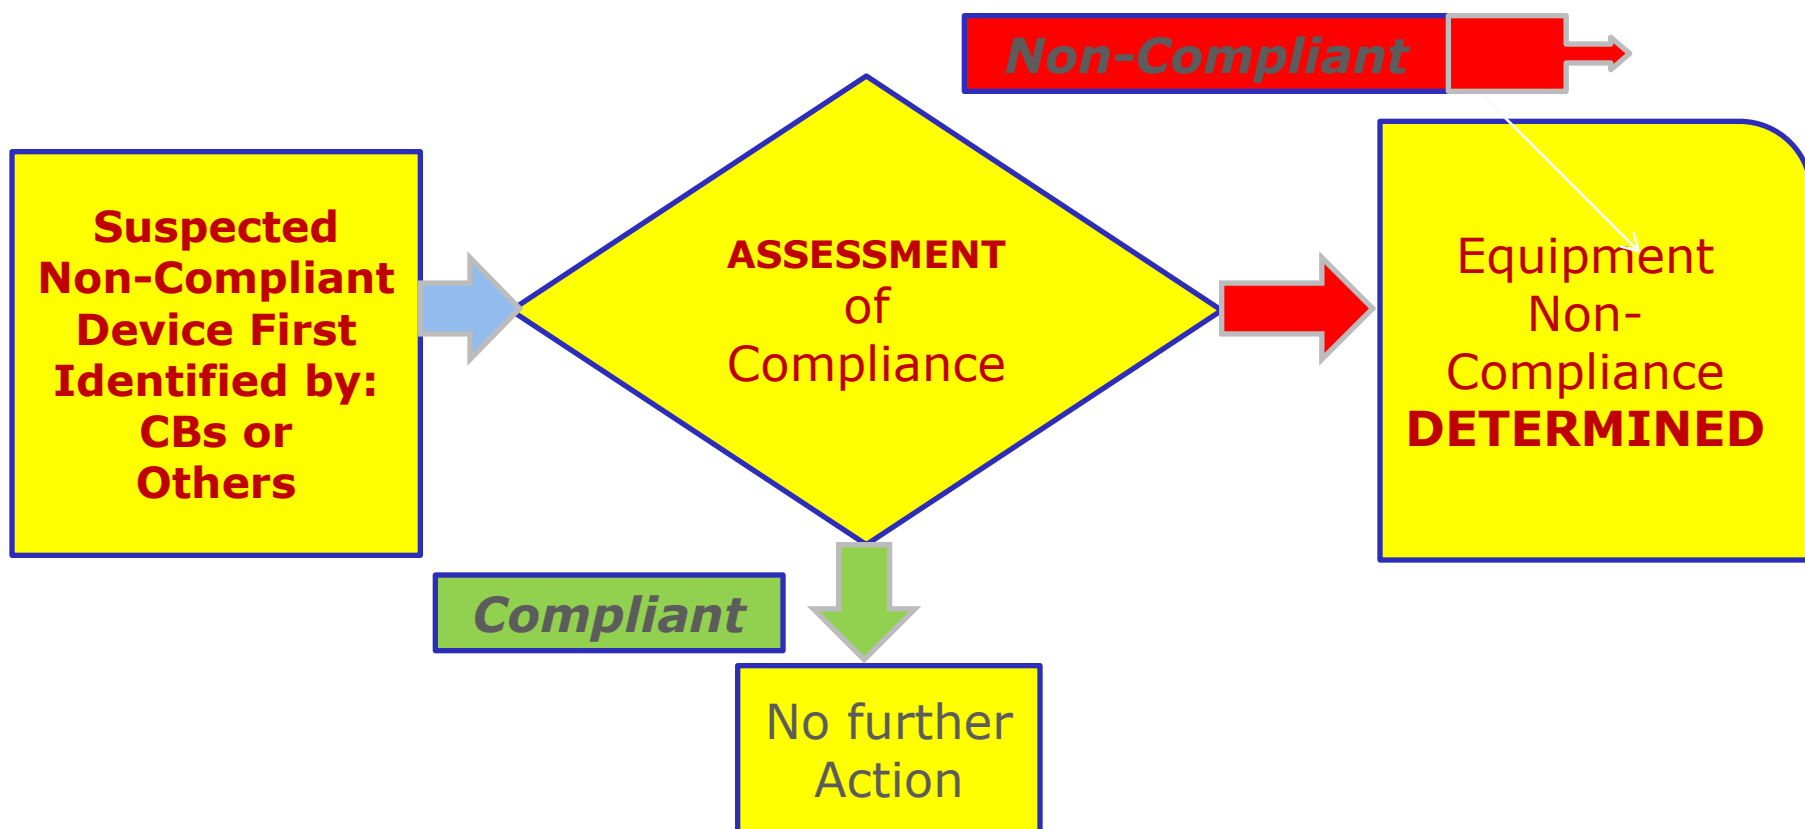 Non-Compliant
Suspected
Non-Compliant
Device First
Identified by:
CBs or
Others
ASSESSMENT
of
Compliance
Equipment
Non-
Compliance
DETERMINED
Compliant
No further
Action